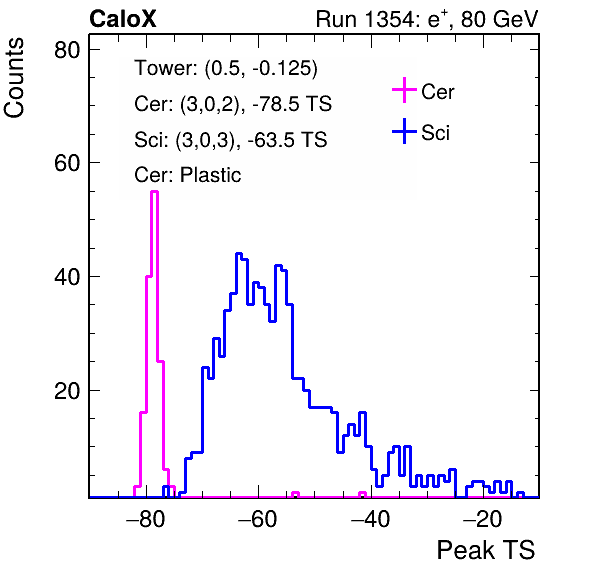 CaloX Run 1354: e⁺, 80 GeV
Counts
80
60
40
20
Tower: (0.5, -0.125)
Cer: (3,0,2), -78.5 TS
Sci: (3,0,3), -63.5 TS
Cer: Plastic
Cer
Sci
−80 −60 −40 −20
Peak TS